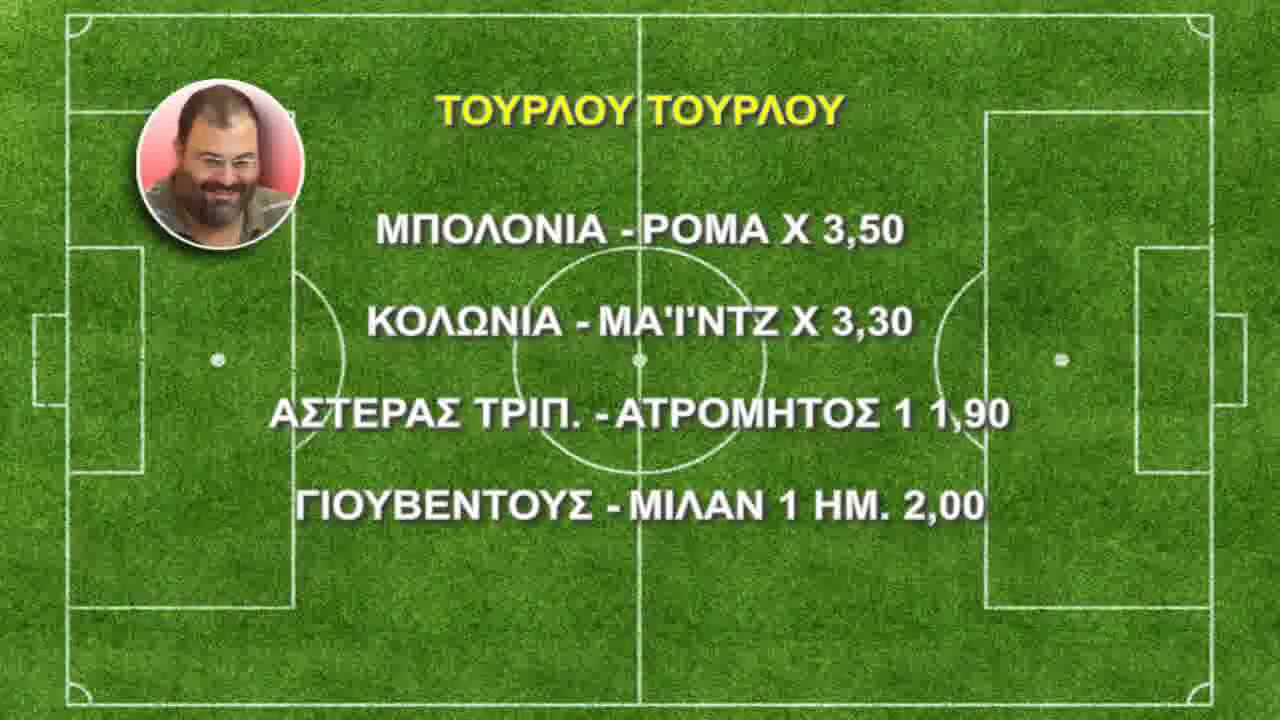 ΤΟΥΡΛΟΥ ΤΟΥΡΛΟΥ
ΜΠΟΛΟΝΙΑ - ΡΟΜΑ Χ 3,50
ΚΟΛΩΝΙΑ - ΜΑ'Ι'ΝΤΖ Χ 3,30
ΑΣΤΕΡΑΣ ΤΡΙΠ. - ΑΤΡΟΜΗΤΟΣ 1 1,90
ΓΙΟΥΒΕΝΤΟΥΣ - ΜΙΛΑΝ 1 ΗΜ. 2,00